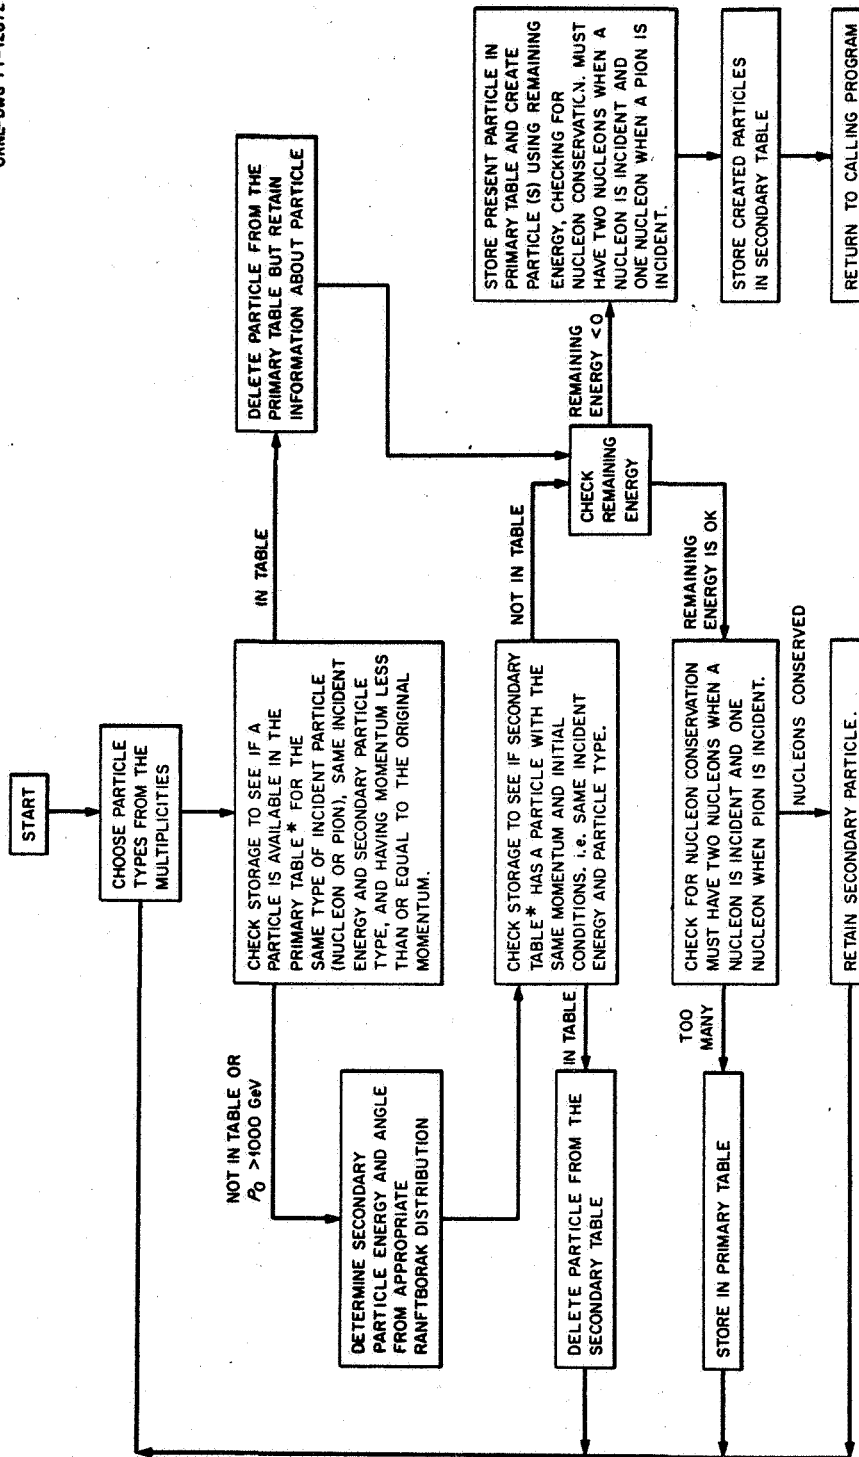 START
CHOOSE PARTICLE
TYPES FROM THE
MULTIPLICITIES
CHECK STORAGE TO SEE IF A
PARTICLE IS AVAILABLE IN THE
PRIMARY TABLE* FOR THE
SAME TYPE OF INCIDENT PARTICLE
(NUCLEON OR PION), SAME INCIDENT
ENERGY AND SECONDARY PARTICLE
TYPE, AND HAVING MOMENTUM LESS
THAN OR EQUAL TO THE ORIGINAL
MOMENTUM.
IN TABLE
DELETE PARTICLE FROM THE
PRIMARY TABLE BUT RETAIN
INFORMATION ABOUT PARTICLE
NOT IN TABLE OR
P0 >1000 GeV
DETERMINE SECONDARY
PARTICLE ENERGY AND ANGLE
FROM APPROPRIATE
RANFTBORAK DISTRIBUTION
CHECK STORAGE TO SEE IF SECONDARY
TABLE* HAS A PARTICLE WITH THE
SAME MOMENTUM AND INITIAL
CONDITIONS. i.e. SAME INCIDENT
ENERGY AND PARTICLE TYPE.
IN TABLE
DELETE PARTICLE FROM THE
SECONDARY TABLE
NOT IN TABLE
CHECK
REMAINING
ENERGY
REMAINING
ENERGY <0
STORE PRESENT PARTICLE IN
PRIMARY TABLE AND CREATE
PARTICLE (S) USING REMAINING
ENERGY, CHECKING FOR
NUCLEON CONSERVATION. MUST
HAVE TWO NUCLEONS WHEN A
NUCLEON IS INCIDENT AND
ONE NUCLEON WHEN A PION IS
INCIDENT.
STORE CREATED PARTICLES
IN SECONDARY TABLE
RETURN TO CALLING PROGRAM
REMAINING
ENERGY IS OK
CHECK FOR NUCLEON CONSERVATION
MUST HAVE TWO NUCLEONS WHEN A
NUCLEON IS INCIDENT AND ONE
NUCLEON WHEN PION IS INCIDENT.
TOO
MANY
STORE IN PRIMARY TABLE
NUCLEONS CONSERVED
RETAIN SECONDARY PARTICLE.